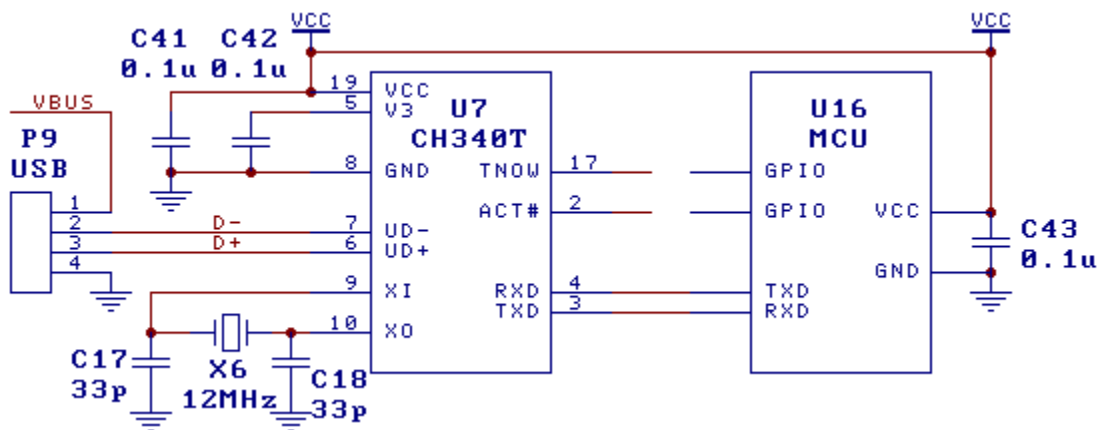 VCC
VCC
C41 C42
0.1u 0.1u
VBUS
P9
USB
1
2
3
4
D-
D+
19
5
8
7
6
9
10
VCC
V3
GND
UD-
UD+
XI
XO
U7
CH340T
TNOW
ACT#
RXD
TXD
17
2
4
3
U16
MCU
GPIO
GPIO
TXD
RXD
VCC
GND
C43
0.1u
C17
33p
X6
12MHz
C18
33p